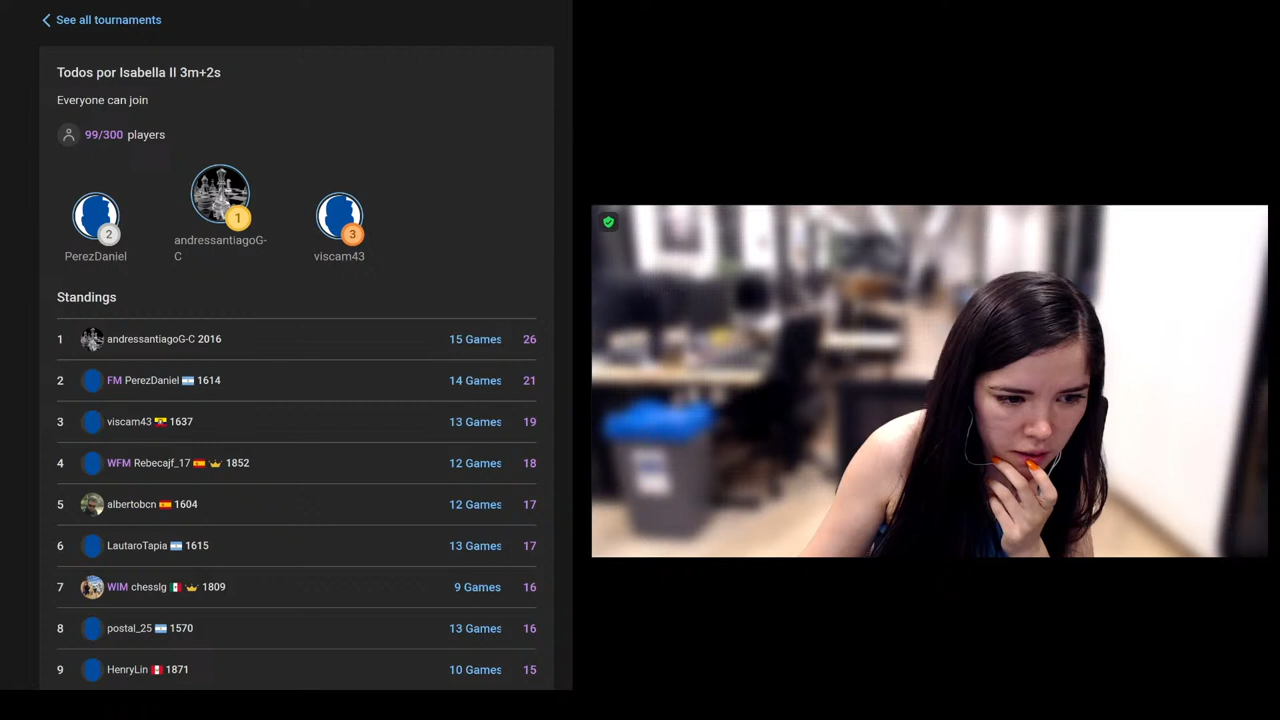 See all tournaments
Todos por Isabella II 3m+2s
Everyone can join
99/300 players
1
2
3
PerezDaniel
andressantiagoG-
C
viscam43
Standings
1 andressantiagoG-C 2016 15 Games 26
2 FM PerezDaniel 1614 14 Games 21
3 viscam43 1637 13 Games 19
4 WFM Rebecajf_17 1852 12 Games 18
5 albertobcn 1604 12 Games 17
6 LautaroTapia 1615 13 Games 17
7 WIM chesslg 1809 9 Games 16
8 postal_25 1570 13 Games 16
9 HenryLin 1871 10 Games 15